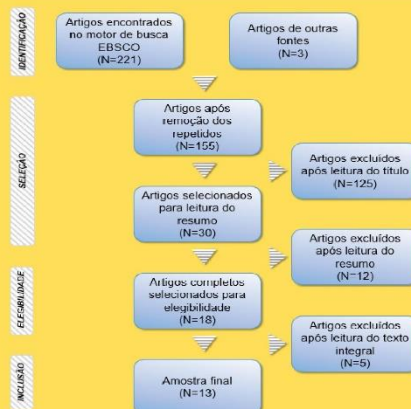 IDENTIFICAÇÃO
Artigos encontrados
no motor de busca
EBSCO
(N=221)
Artigos de outras
fontes
(N=3)
SELEÇÃO
Artigos após
remoção dos
repetidos
(N=155)
Artigos excluídos
após leitura do título
(N=125)
Artigos selecionados
para leitura do
resumo
(N=30)
Artigos excluídos
após leitura do
resumo
(N=12)
ELEGIBILIDADE
Artigos completos
selecionados para
elegibilidade
(N=18)
Artigos excluídos
após leitura do texto
integral
(N=5)
INCLUSÃO
Amostra final
(N=13)